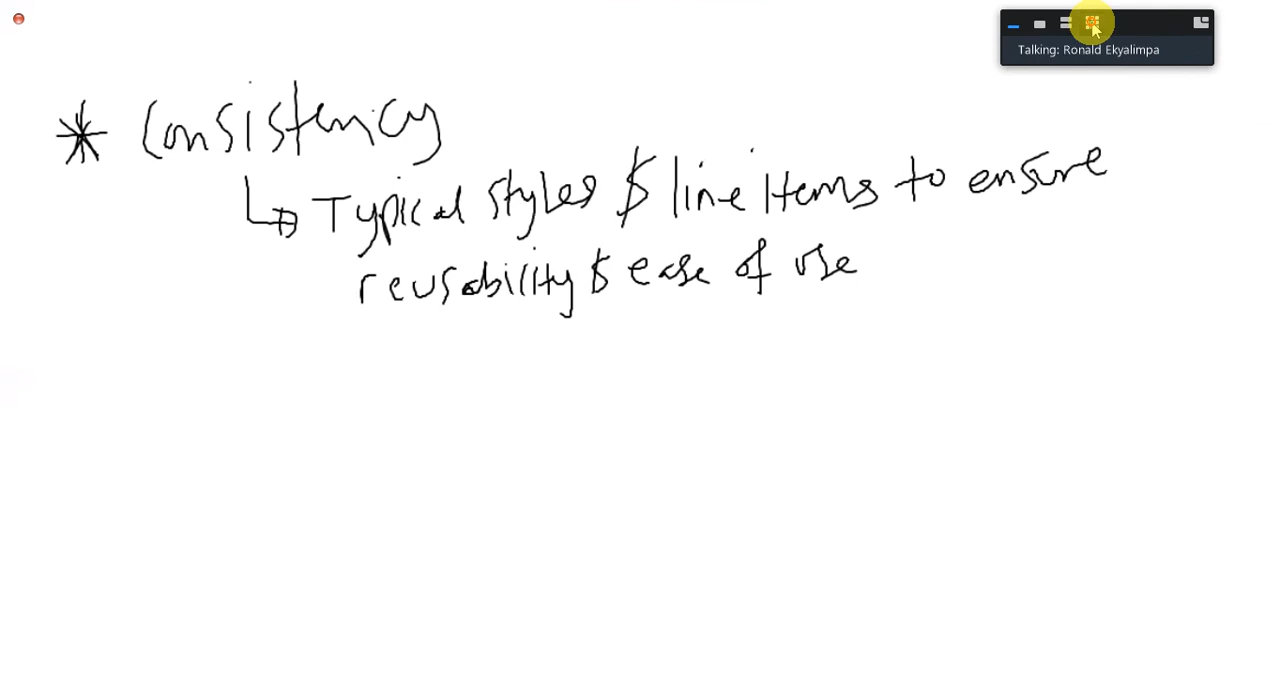 Talking: Ronald Ekyalimpa
* Consistency
↳ Typical styles & line items to ensure
reusability & ease of use